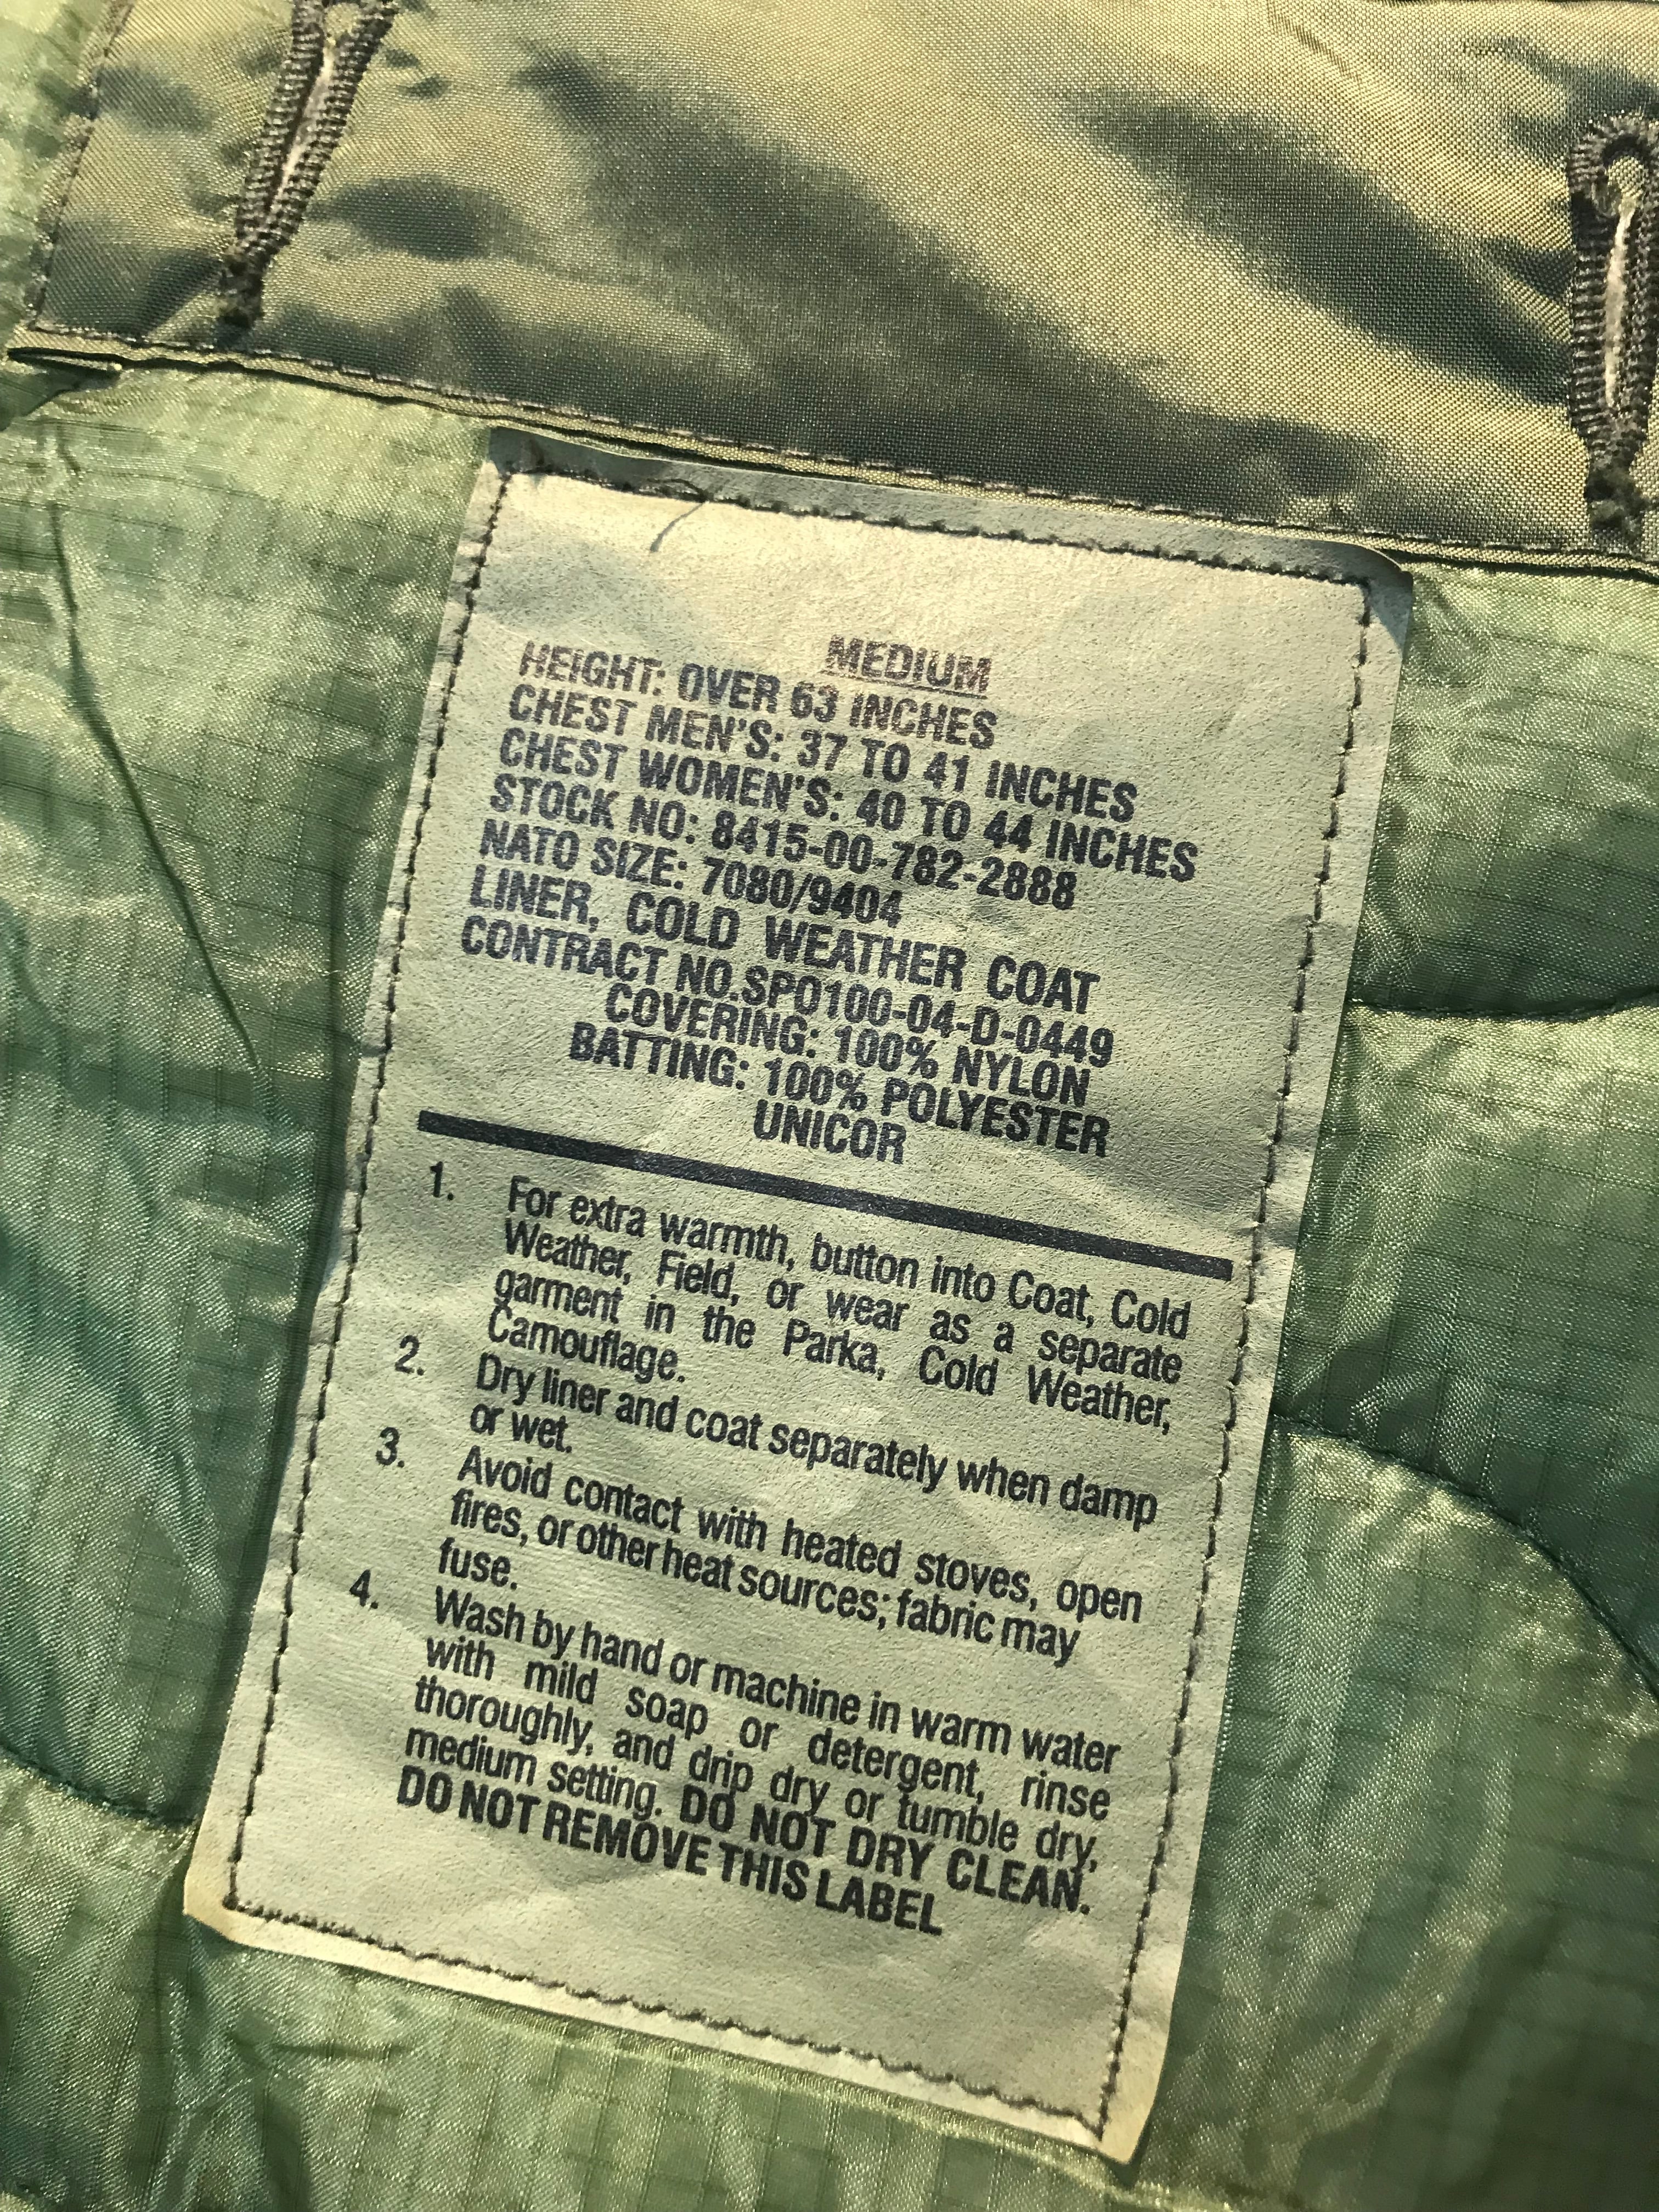 MEDIUM
HEIGHT: OVER 63 INCHES
CHEST MEN'S: 37 TO 41 INCHES
CHEST WOMEN'S: 40 TO 44 INCHES
STOCK NO: 8415-00-782-2888
NATO SIZE: 7080/9404
LINER, COLD WEATHER COAT
CONTRACT NO.SPO100-04-D-0449
COVERING: 100% NYLON
BATTING: 100% POLYESTER
UNICOR
1. For extra warmth, button into Coat, Cold
Weather, Field, or wear as a separate
garment in the Parka, Cold Weather,
Camouflage.
2. Dry liner and coat separately when damp
or wet.
3. Avoid contact with heated stoves, open
fires, or other heat sources; fabric may
fuse.
4. Wash by hand or machine in warm water
with mild soap or detergent, rinse
thoroughly, and drip dry or tumble dry,
medium setting. DO NOT DRY CLEAN.
DO NOT REMOVE THIS LABEL